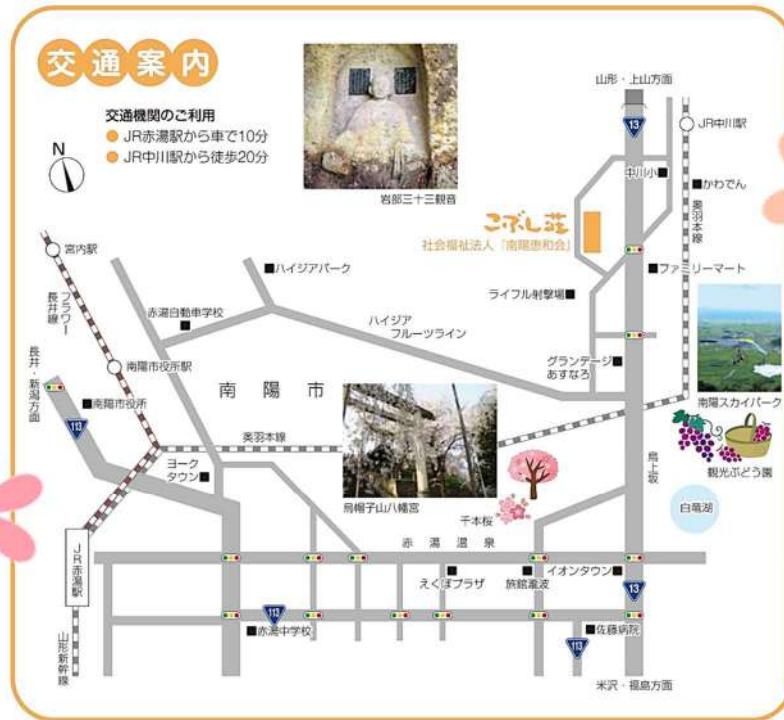 交通案内
交通機関のご利用
JR赤湯駅から車で10分
JR中川駅から徒歩20分
N
岩部三十三観音
山形・上山方面
13
JR中川駅
中川小
かわでん
奥羽本線
こぶし荘
社会福祉法人「南陽恵和会」
宮内駅
ハイジアパーク
ファミリーマート
フラワー
長井線
赤湯自動車学校
ライフル射撃場
ハイジア
フルーツライン
長井・新潟方面
南陽市役所駅
グランデージ
あすなろ
南陽市
南陽市役所
南陽スカイパーク
113
奥羽本線
ヨーク
タウン
烏上坂
観光ぶどう園
烏帽子山八幡宮
千本桜
白竜湖
赤湯温泉
JR赤湯駅
えくぼプラザ
旅館瀧波
イオンタウン
13
113
赤湯中学校
佐藤病院
113
山形新幹線
米沢・福島方面